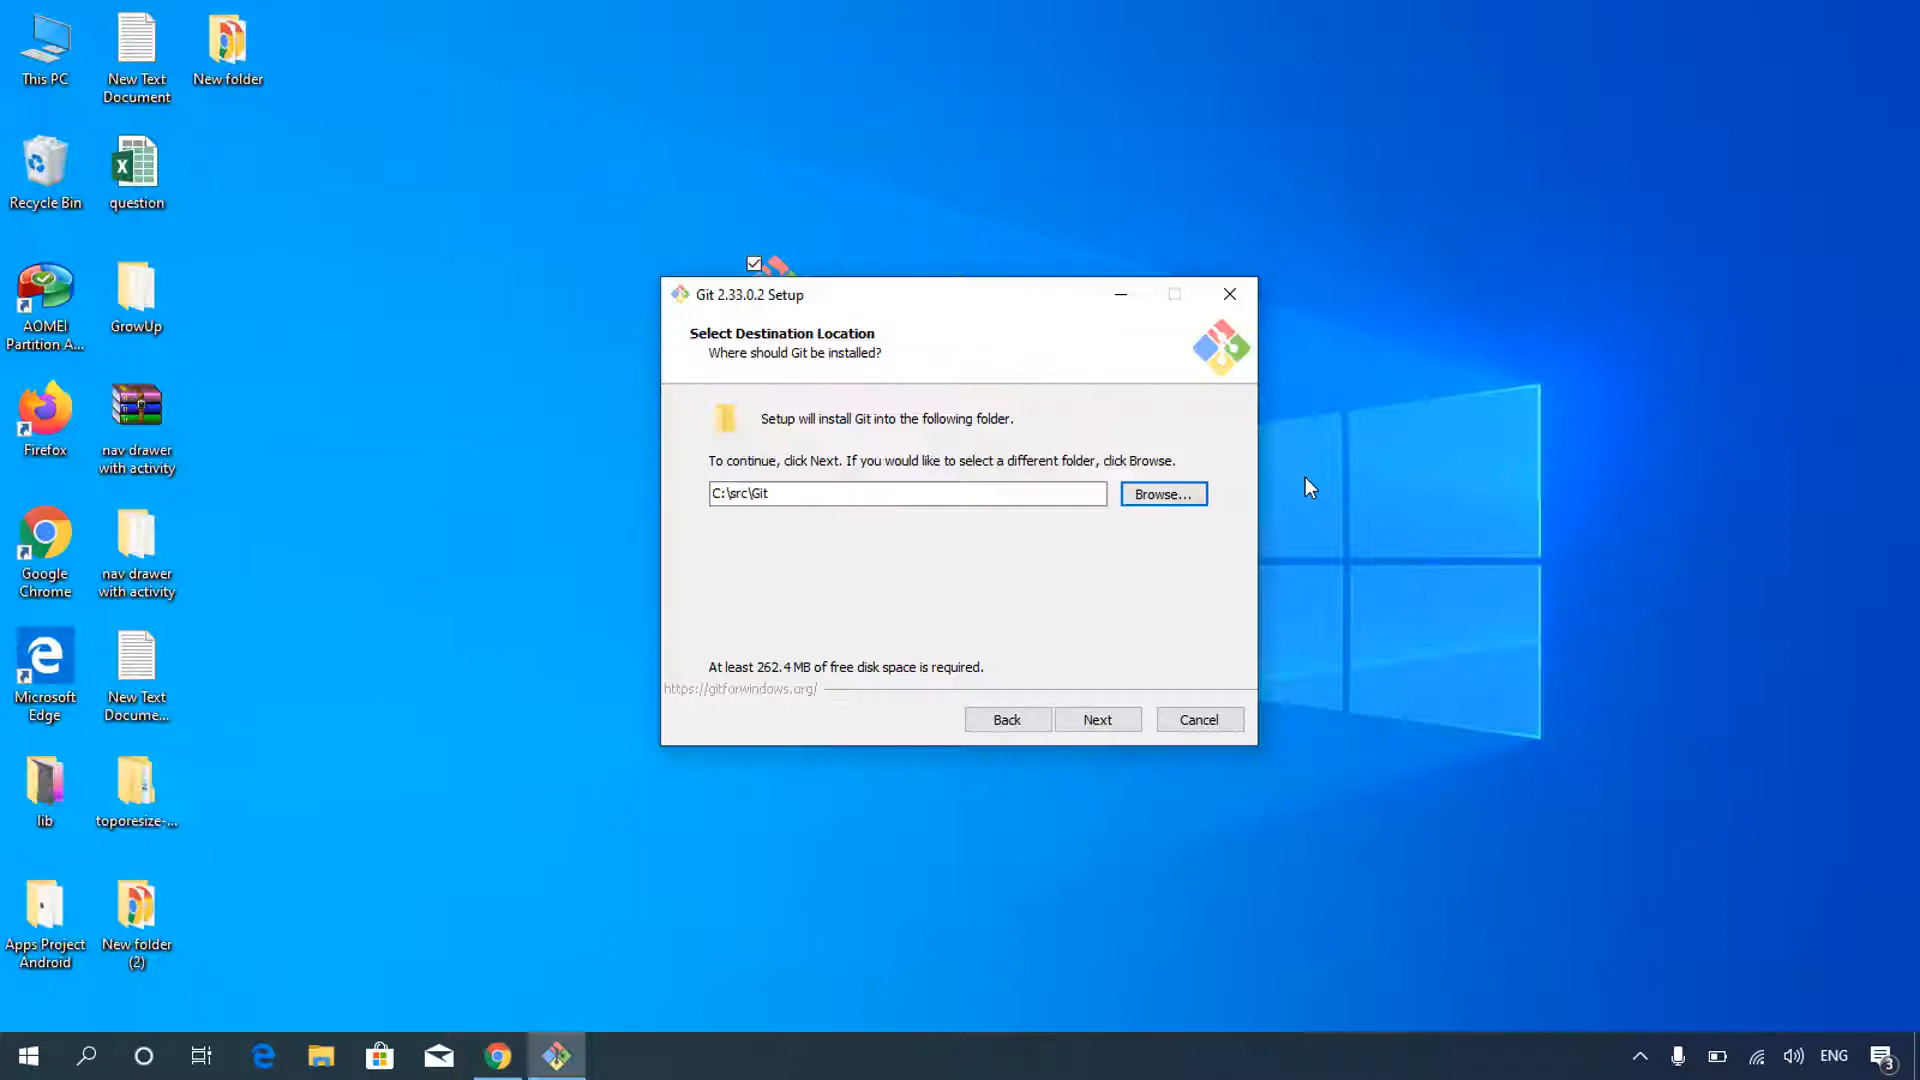 This PC
New Text
Document
New folder
Recycle Bin
question
AOMEI
Partition A...
GrowUp
Firefox
nav drawer
with activity
Google
Chrome
nav drawer
with activity
Microsoft
Edge
New Text
Docume...
lib
toporesize-...
Apps Project
Android
New folder
(2)
Git 2.33.0.2 Setup
Select Destination Location
Where should Git be installed?
Setup will install Git into the following folder.
To continue, click Next. If you would like to select a different folder, click Browse.
C:\src\Git
Browse...
At least 262.4 MB of free disk space is required.
https://gitforwindows.org/
Back
Next
Cancel
ENG
3